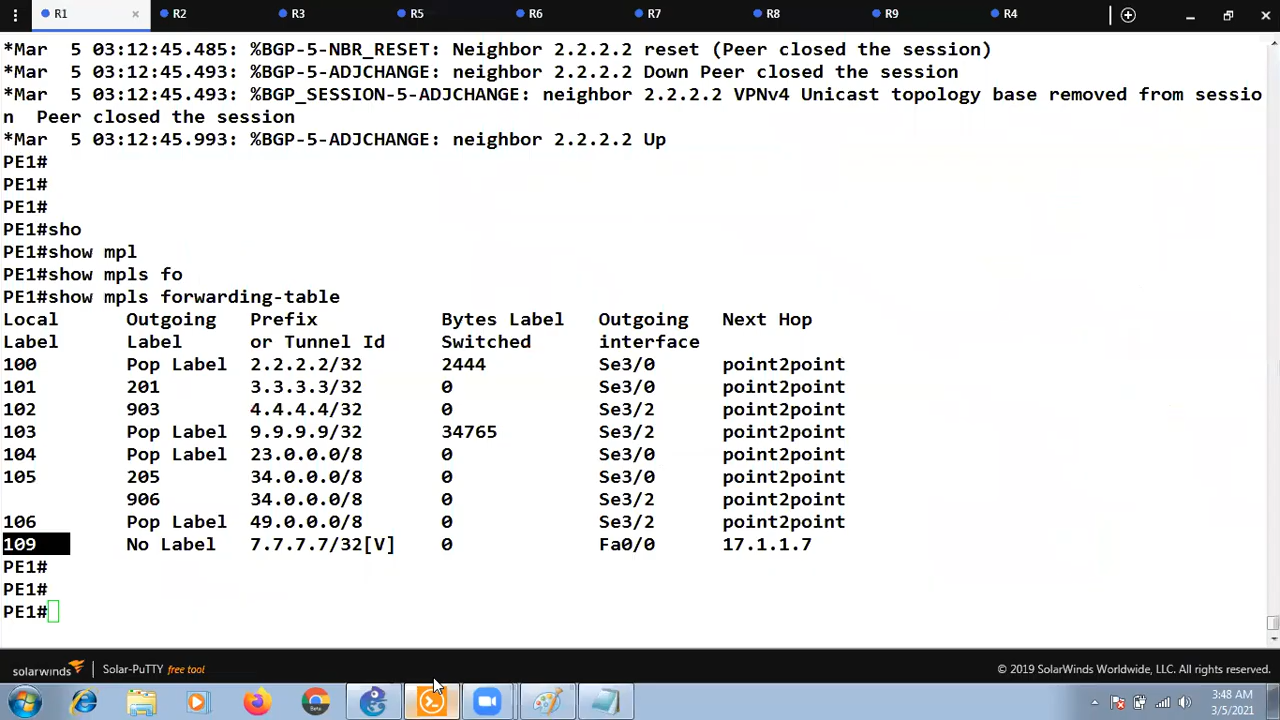 R1 × R2 R3 R5 R6 R7 R8 R9 R4
*Mar  5 03:12:45.485: %BGP-5-NBR_RESET: Neighbor 2.2.2.2 reset (Peer closed the session)
*Mar  5 03:12:45.493: %BGP-5-ADJCHANGE: neighbor 2.2.2.2 Down Peer closed the session
*Mar  5 03:12:45.493: %BGP_SESSION-5-ADJCHANGE: neighbor 2.2.2.2 VPNv4 Unicast topology base removed from sessio
n  Peer closed the session
*Mar  5 03:12:45.993: %BGP-5-ADJCHANGE: neighbor 2.2.2.2 Up
PE1#
PE1#
PE1#
PE1#sho
PE1#show mpl
PE1#show mpls fo
PE1#show mpls forwarding-table
Local      Outgoing   Prefix           Bytes Label   Outgoing   Next Hop
Label      Label      or Tunnel Id     Switched      interface
100        Pop Label  2.2.2.2/32       2444          Se3/0      point2point
101        201        3.3.3.3/32       0             Se3/0      point2point
102        903        4.4.4.4/32       0             Se3/2      point2point
103        Pop Label  9.9.9.9/32       34765         Se3/2      point2point
104        Pop Label  23.0.0.0/8       0             Se3/0      point2point
105        205        34.0.0.0/8       0             Se3/0      point2point
           906        34.0.0.0/8       0             Se3/2      point2point
106        Pop Label  49.0.0.0/8       0             Se3/2      point2point
109        No Label   7.7.7.7/32[V]    0             Fa0/0      17.1.1.7
PE1#
PE1#
PE1#
solarwinds Solar-PuTTY free tool © 2019 SolarWinds Worldwide, LLC. All rights reserved.
Beta
3:48 AM
3/5/2021